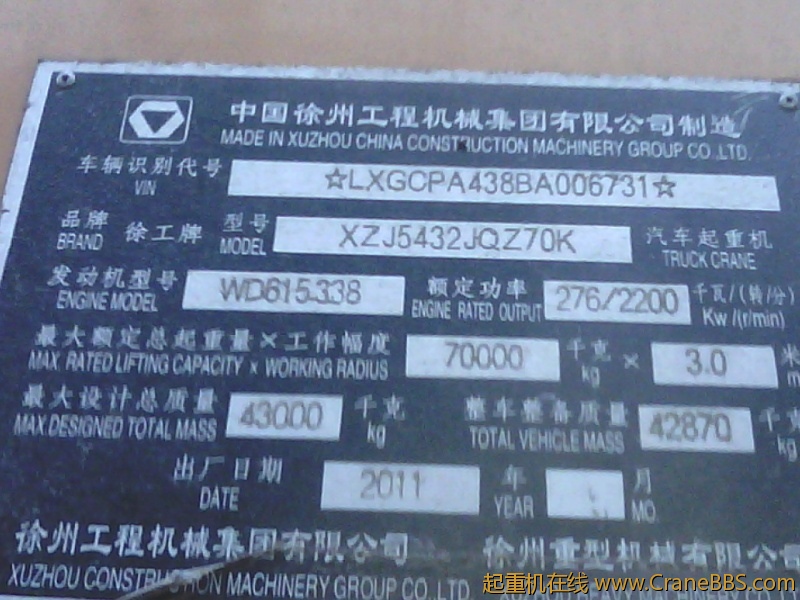 中国徐州工程机械集团有限公司制造
MADE IN XUZHOU CHINA CONSTRUCTION MACHINERY GROUP CO.,LTD.
车辆识别代号 ☆LXGCPA438BA006731☆
VIN
品牌 徐工牌 型号 XZJ5432JQZ70K 汽车起重机
BRAND MODEL TRUCK CRANE
发动机型号 WD615.338 额定功率 276/2200 千瓦/(转/分)
ENGINE MODEL ENGINE RATED OUTPUT Kw /(r/min)
最大额定总起重量×工作幅度 70000 千克 × 3.0 米
MAX RATED LIFTING CAPACITY x WORKING RADIUS kg m
最大设计总质量 43000 千克 整车整备质量 42870 千克
MAX.DESIGNED TOTAL MASS kg TOTAL VEHICLE MASS kg
出厂日期 2011 年 月
DATE YEAR MO.
徐州工程机械集团有限公司 徐州重型机械有限公司
XUZHOU CONSTRUCTION MACHINERY GROUP CO.,LTD.
起重机在线 www.CraneBBS.com